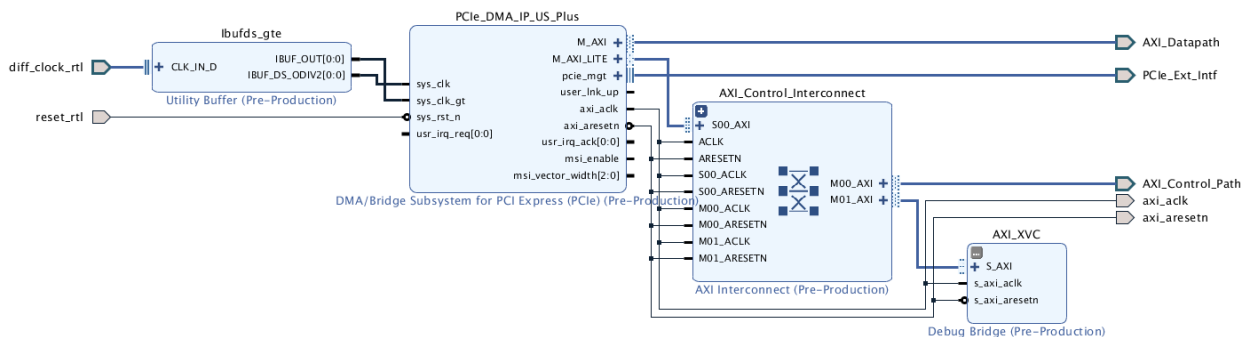 diff_clock_rtl
reset_rtl
Ibufds_gte
CLK_IN_D
IBUF_OUT[0:0]
IBUF_DS_ODIV2[0:0]
Utility Buffer (Pre-Production)
PCIe_DMA_IP_US_Plus
sys_clk
sys_clk_gt
sys_rst_n
usr_irq_req[0:0]
M_AXI
M_AXI_LITE
pcie_mgt
user_lnk_up
axi_aclk
axi_aresetn
usr_irq_ack[0:0]
msi_enable
msi_vector_width[2:0]
DMA/Bridge Subsystem for PCI Express (PCIe) (Pre-Production)
AXI_Control_Interconnect
S00_AXI
ACLK
ARESETN
S00_ACLK
S00_ARESETN
M00_ACLK
M00_ARESETN
M01_ACLK
M01_ARESETN
M00_AXI
M01_AXI
AXI Interconnect (Pre-Production)
AXI_XVC
S_AXI
s_axi_aclk
s_axi_aresetn
Debug Bridge (Pre-Production)
AXI_Datapath
PCIe_Ext_Intf
AXI_Control_Path
axi_aclk
axi_aresetn